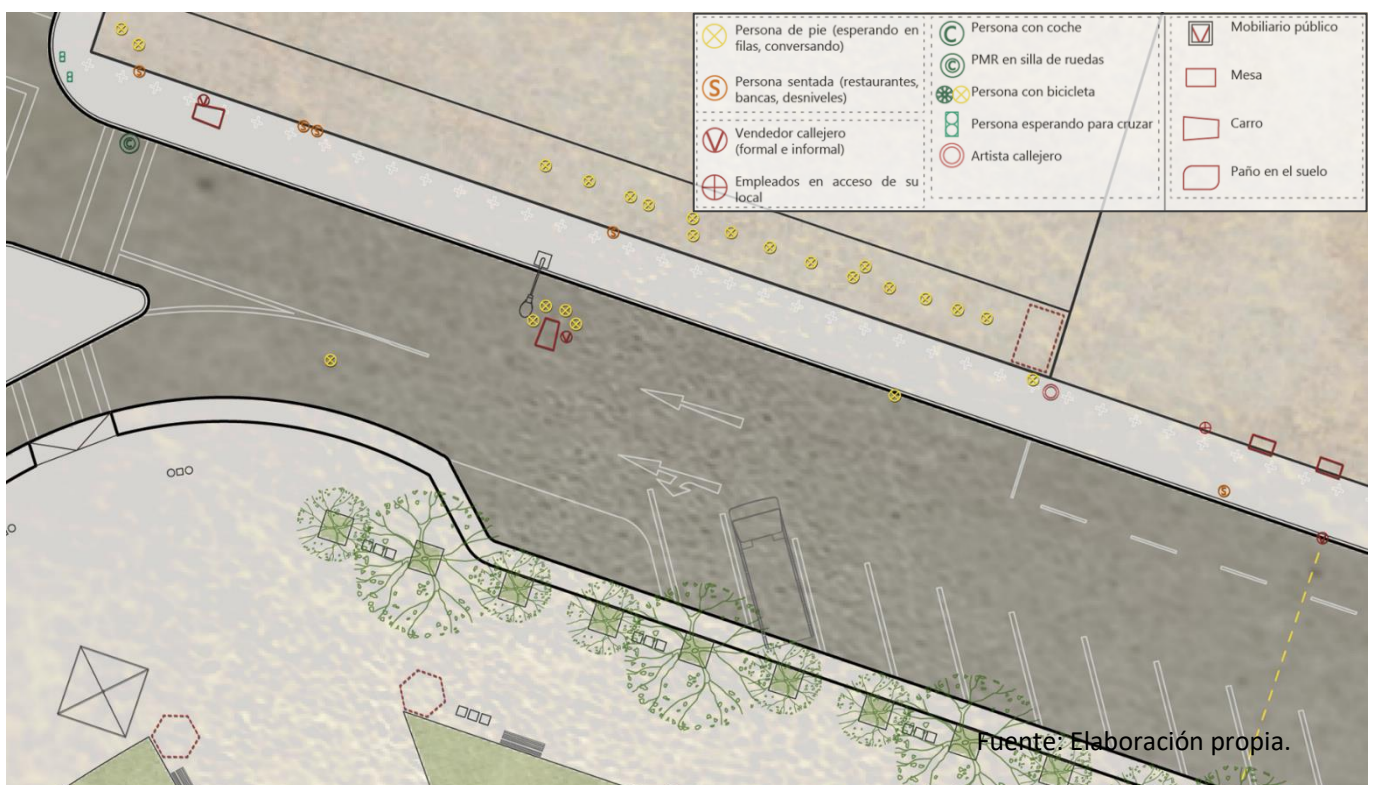 Persona de pie (esperando en
filas, conversando)
S
Persona sentada (restaurantes,
bancas, desniveles)
V
Vendedor callejero
(formal e informal)
Empleados en acceso de su
local
C
Persona con coche
©
PMR en silla de ruedas
Persona con bicicleta
Persona esperando para cruzar
Artista callejero
V
Mobiliario público
Mesa
Carro
Paño en el suelo
Fuente: Elaboración propia.